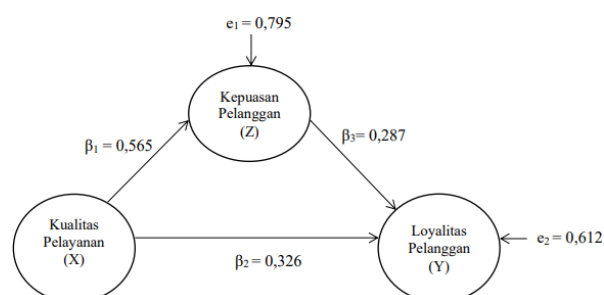 e₁ = 0,795
Kepuasan
Pelanggan
(Z)
β₁ = 0,565
β₃= 0,287
Kualitas
Pelayanan
(X)
Loyalitas
Pelanggan
(Y)
e₂ = 0,612
β₂ = 0,326